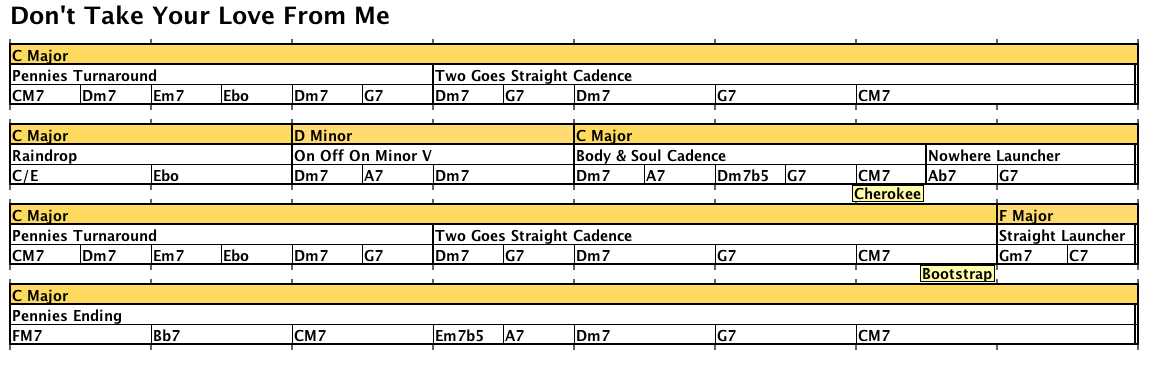 Don't Take Your Love From Me
C Major
Pennies Turnaround Two Goes Straight Cadence
CM7 Dm7 Em7 Ebo Dm7 G7 Dm7 G7 Dm7 G7 CM7
C Major D Minor C Major
Raindrop On Off On Minor V Body & Soul Cadence Nowhere Launcher
C/E Ebo Dm7 A7 Dm7 Dm7 A7 Dm7b5 G7 CM7 Ab7 G7
Cherokee
C Major F Major
Pennies Turnaround Two Goes Straight Cadence Straight Launcher
CM7 Dm7 Em7 Ebo Dm7 G7 Dm7 G7 Dm7 G7 CM7 Gm7 C7
Bootstrap
C Major
Pennies Ending
FM7 Bb7 CM7 Em7b5 A7 Dm7 G7 CM7